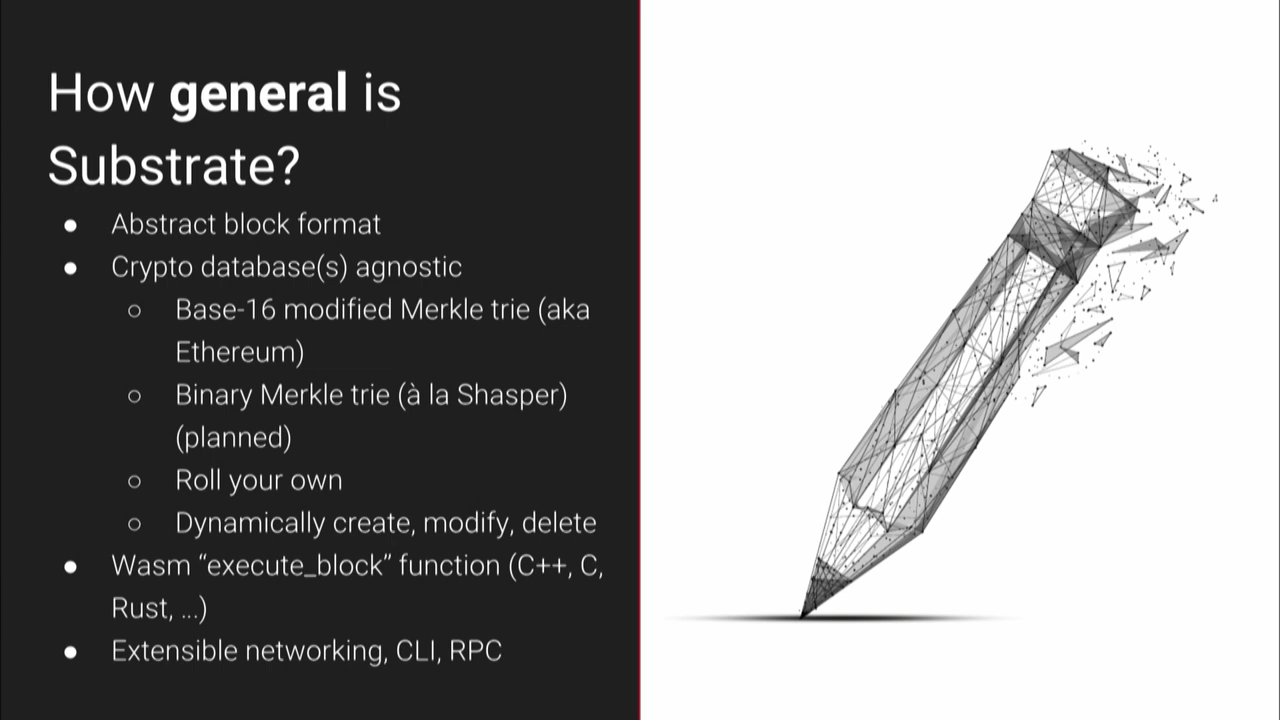 How general is
Substrate?
● Abstract block format
● Crypto database(s) agnostic
○ Base-16 modified Merkle trie (aka
Ethereum)
○ Binary Merkle trie (à la Shasper)
(planned)
○ Roll your own
○ Dynamically create, modify, delete
● Wasm “execute_block” function (C++, C,
Rust, ...)
● Extensible networking, CLI, RPC